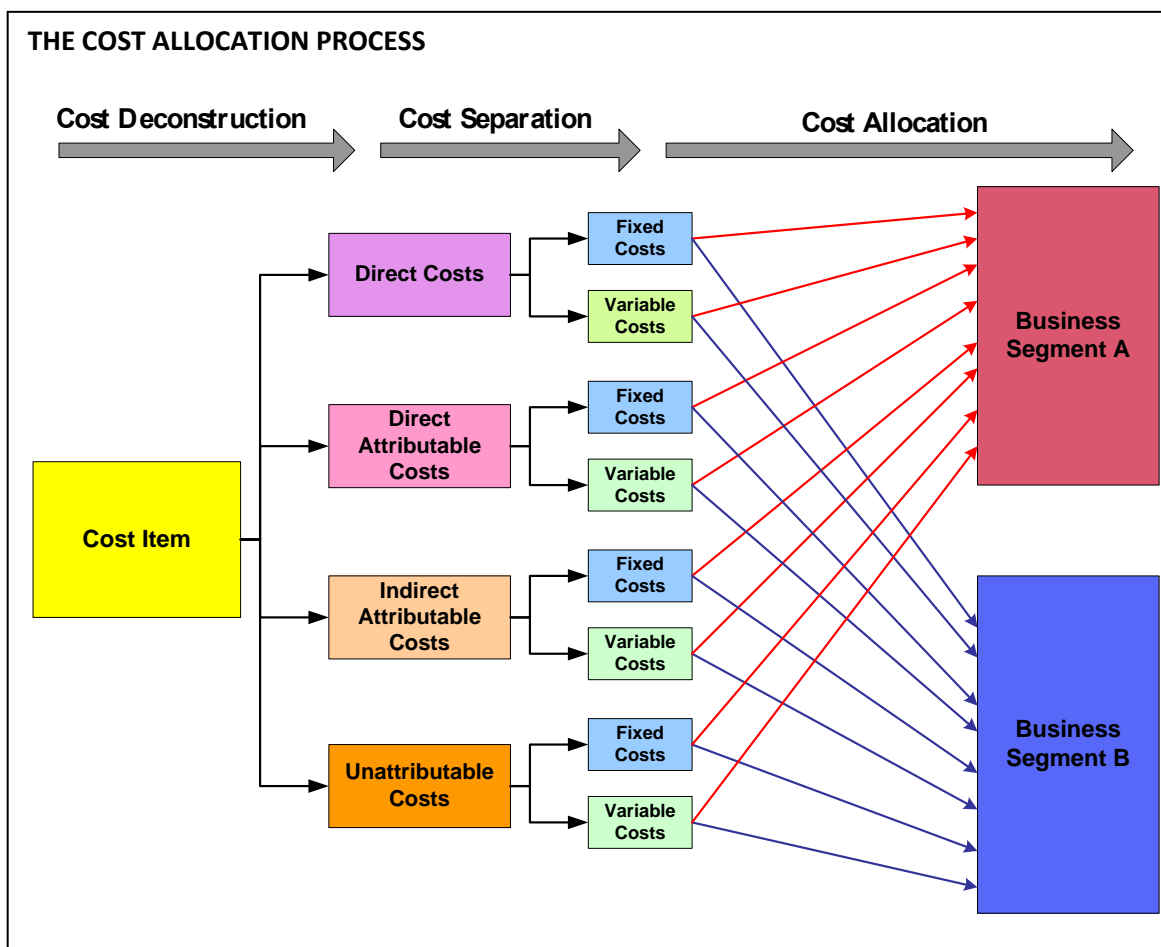 THE COST ALLOCATION PROCESS
Cost Deconstruction
Cost Separation
Cost Allocation
Cost Item
Direct Costs
Direct
Attributable
Costs
Indirect
Attributable
Costs
Unattributable
Costs
Fixed
Costs
Variable
Costs
Fixed
Costs
Variable
Costs
Fixed
Costs
Variable
Costs
Fixed
Costs
Variable
Costs
Business
Segment A
Business
Segment B